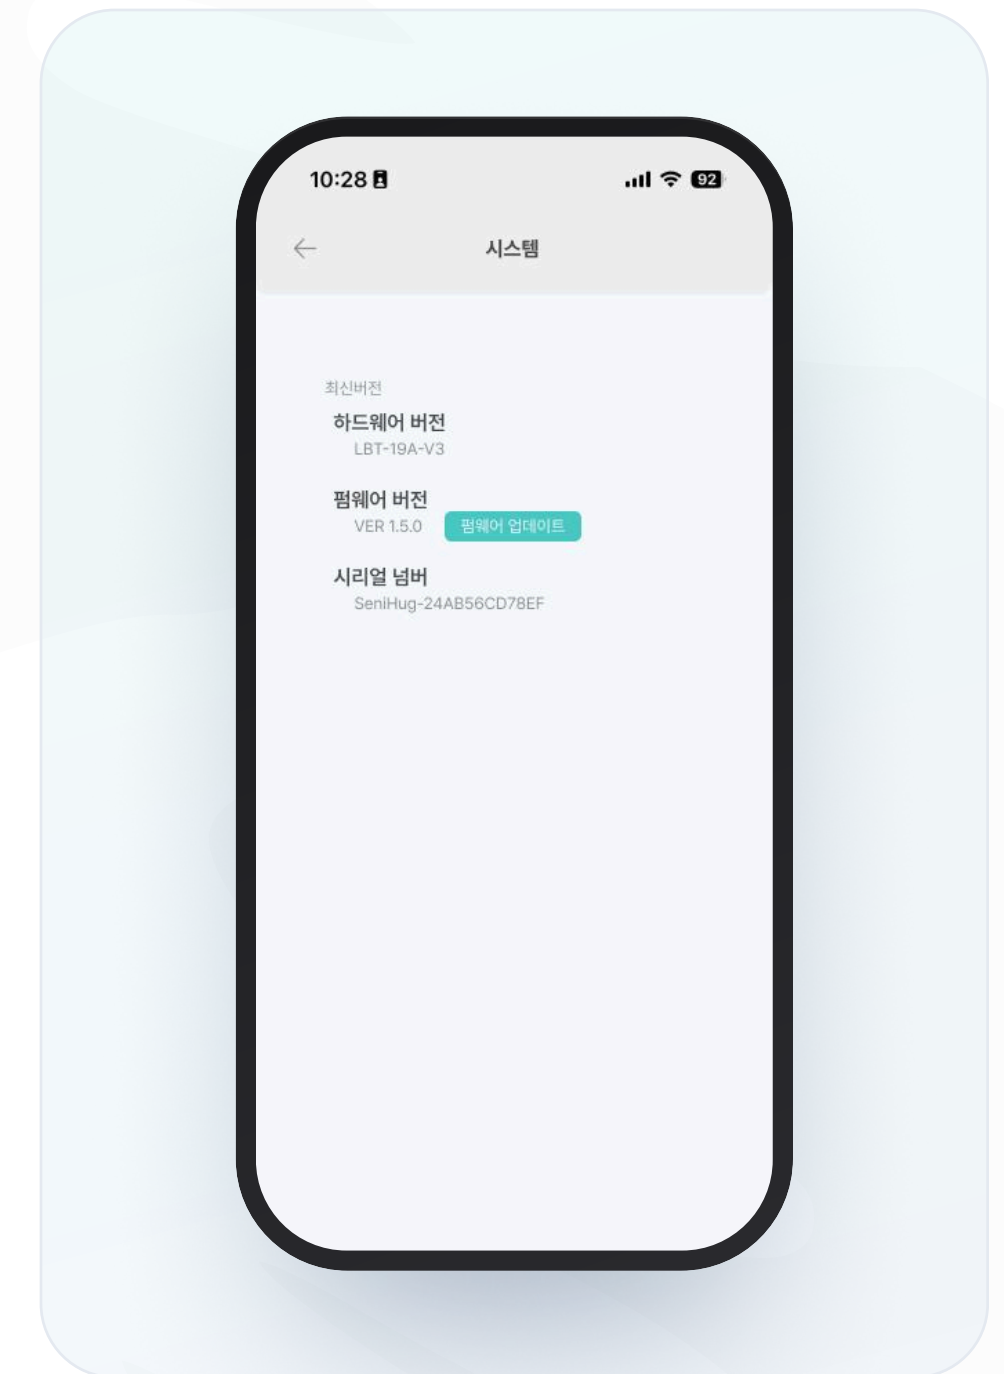 10:28
92
시스템
최신버전
하드웨어 버전
LBT-19A-V3
펌웨어 버전
VER 1.5.0 펌웨어 업데이트
시리얼 넘버
SeniHug-24AB56CD78EF